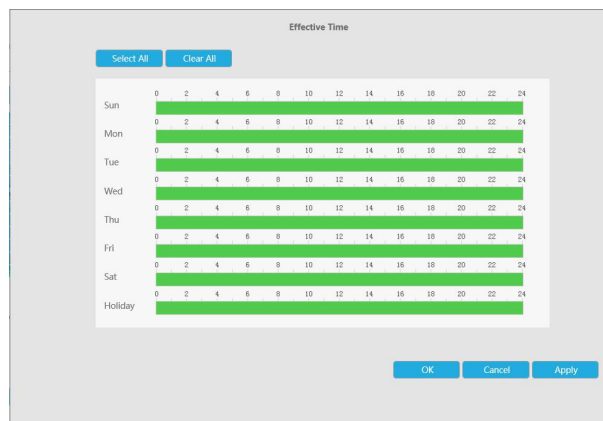 Effective Time
Select All Clear All
0 2 4 6 8 10 12 14 16 18 20 22 24
Sun
0 2 4 6 8 10 12 14 16 18 20 22 24
Mon
0 2 4 6 8 10 12 14 16 18 20 22 24
Tue
0 2 4 6 8 10 12 14 16 18 20 22 24
Wed
0 2 4 6 8 10 12 14 16 18 20 22 24
Thu
0 2 4 6 8 10 12 14 16 18 20 22 24
Fri
0 2 4 6 8 10 12 14 16 18 20 22 24
Sat
0 2 4 6 8 10 12 14 16 18 20 22 24
Holiday
OK Cancel Apply